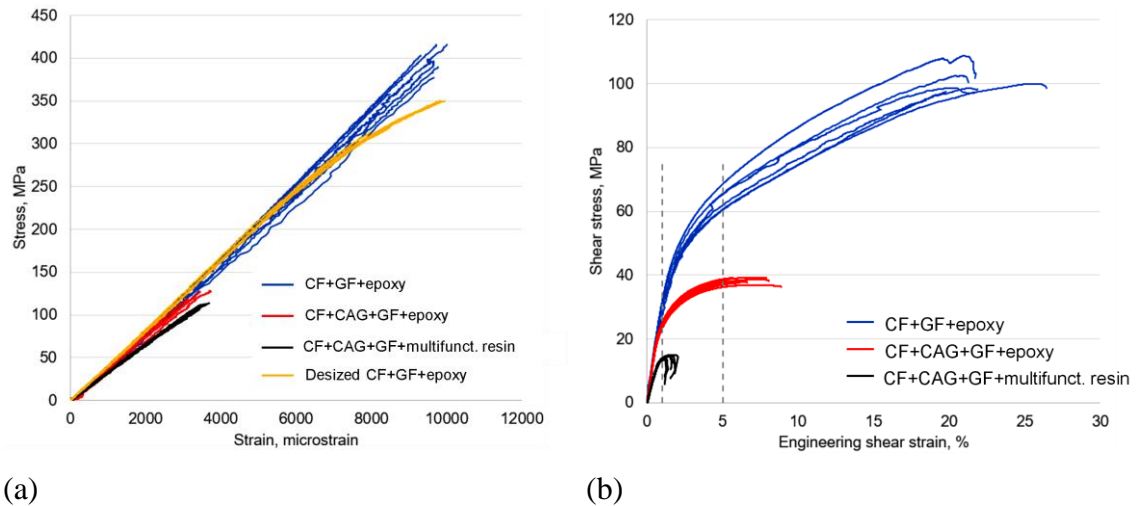 450
400
350
300
250
200
150
100
50
0
Stress, MPa
0 2000 4000 6000 8000 10000 12000
Strain, microstrain
CF+GF+epoxy
CF+CAG+GF+epoxy
CF+CAG+GF+multifunct. resin
Desized CF+GF+epoxy
(a)
120
100
80
60
40
20
0
Shear stress, MPa
0 5 10 15 20 25 30
Engineering shear strain, %
CF+GF+epoxy
CF+CAG+GF+epoxy
CF+CAG+GF+multifunct. resin
(b)